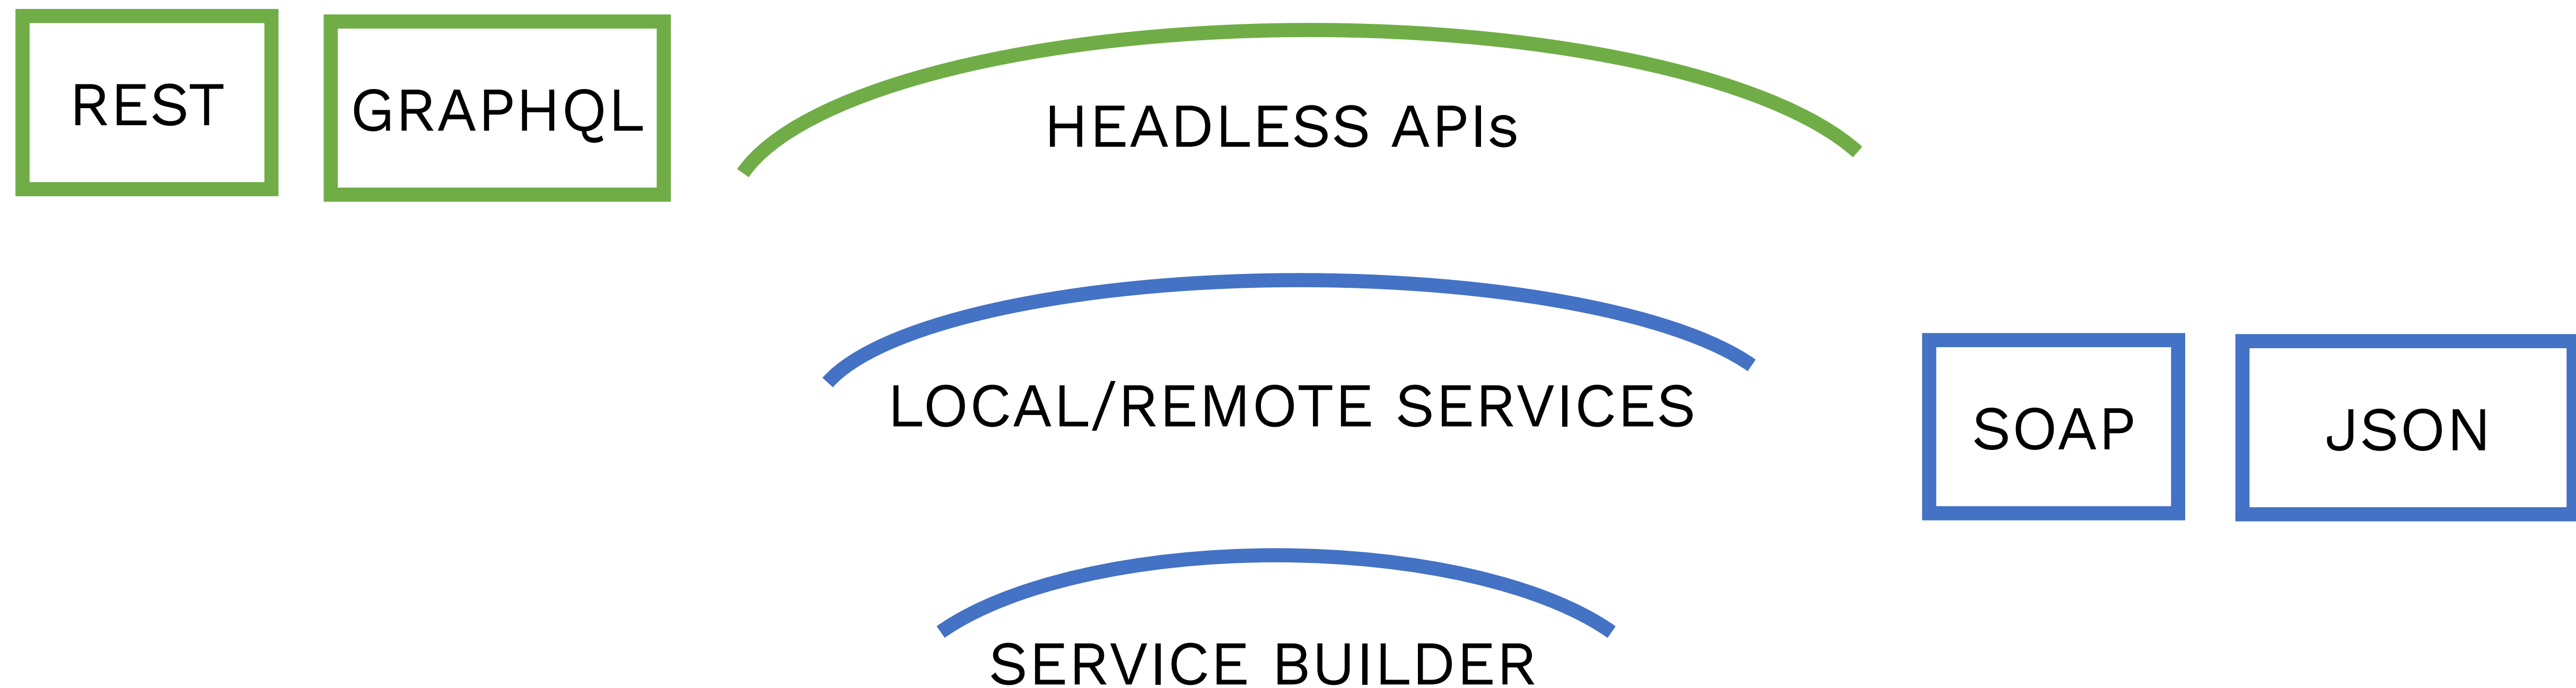 REST
GRAPHQL
HEADLESS APIs
LOCAL/REMOTE SERVICES
SOAP
JSON
SERVICE BUILDER